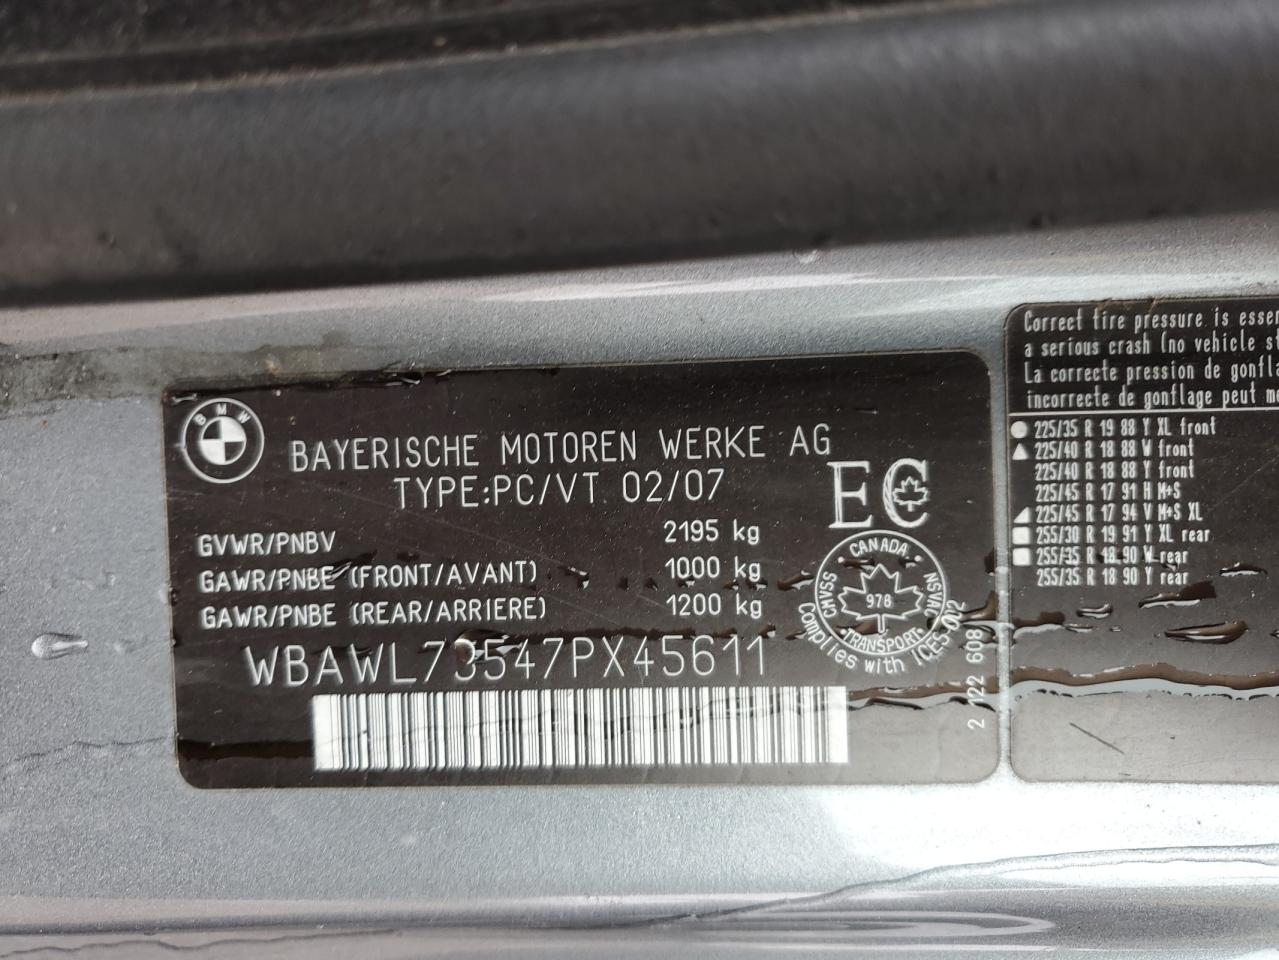 BMW
BAYERISCHE MOTOREN WERKE AG
TYPE:PC/VT 02/07
GVWR/PNBV 2195 kg
GAWR/PNBE (FRONT/AVANT) 1000 kg
GAWR/PNBE (REAR/ARRIERE) 1200 kg
WBAWL73547PX45611
EC
CANADA
SVAMC
NSVAC
978
TRANSPORT
Complies with ICES-002
2 122 608
Correct tire pressure is
a serious crash (no vehicle
La correcte pression de
incorrecte de gonflage peut
225/35 R 19 88 Y XL front
225/40 R 18 88 W front
225/40 R 18 88 Y front
225/45 R 17 91 H M+S
225/45 R 17 94 V M+S XL
255/30 R 19 91 Y XL rear
255/35 R 18 90 W rear
255/35 R 18 90 Y rear